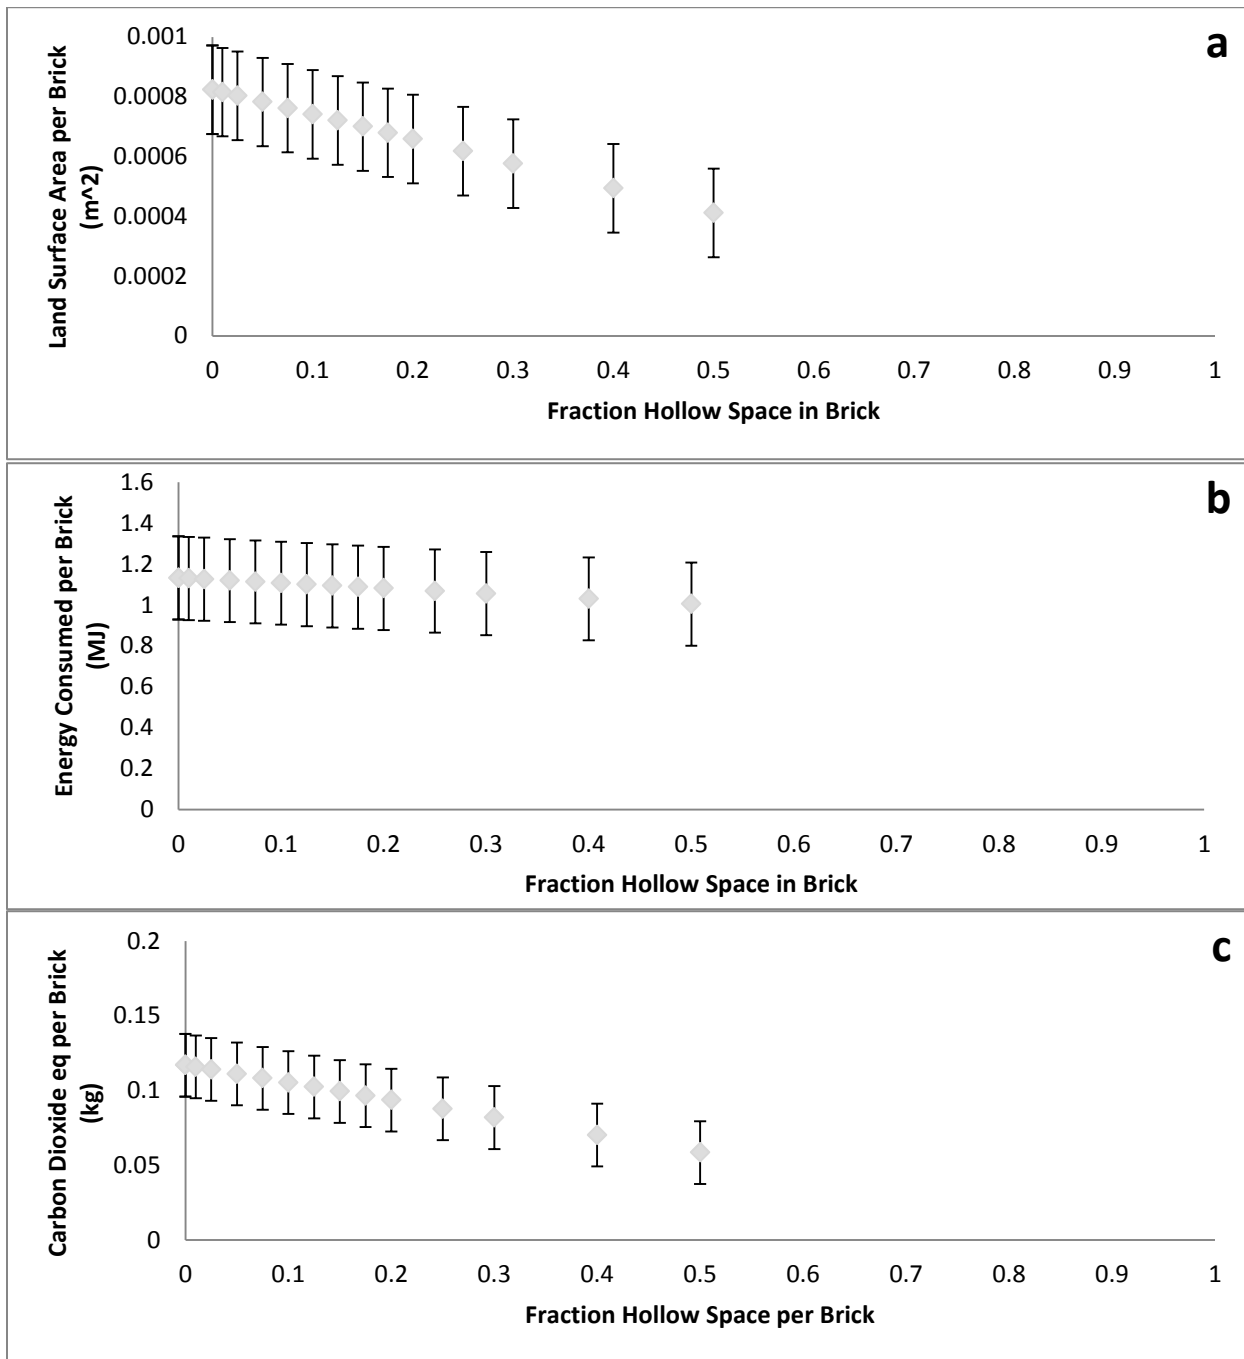 a
Land Surface Area per Brick
(m^2)
0.001
0.0008
0.0006
0.0004
0.0002
0
0 0.1 0.2 0.3 0.4 0.5 0.6 0.7 0.8 0.9 1
Fraction Hollow Space in Brick
b
Energy Consumed per Brick
(MJ)
1.6
1.4
1.2
1
0.8
0.6
0.4
0.2
0
0 0.1 0.2 0.3 0.4 0.5 0.6 0.7 0.8 0.9 1
Fraction Hollow Space in Brick
c
Carbon Dioxide eq per Brick
(kg)
0.2
0.15
0.1
0.05
0
0 0.1 0.2 0.3 0.4 0.5 0.6 0.7 0.8 0.9 1
Fraction Hollow Space per Brick